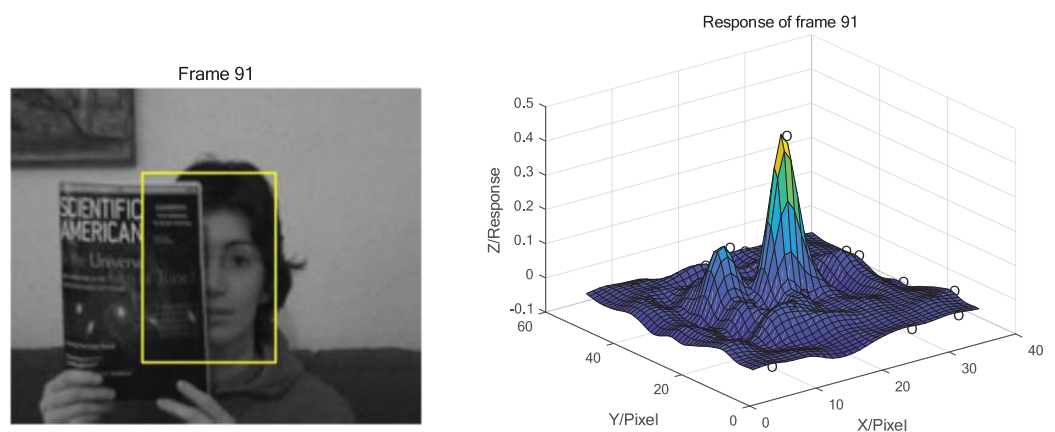 Frame 91
SCIENTIFIC
AMERICAN
Response of frame 91
Z/Response
0.5
0.4
0.3
0.2
0.1
0
-0.1
60
40
20
0
Y/Pixel
0
10
20
30
40
X/Pixel